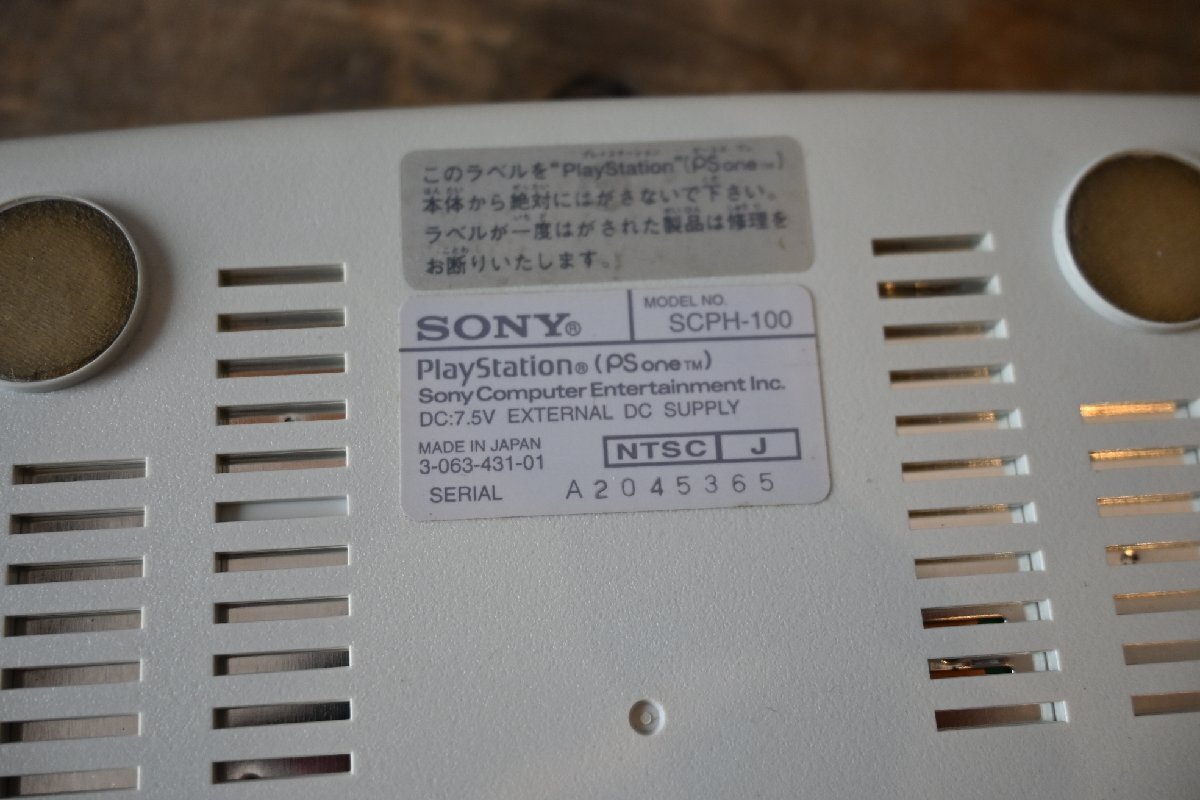 このラベルを"PlayStation"(PS one™)
本体から絶対にはがさないで下さい。
ラベルが一度はがされた製品は修理を
お断りいたします。
SONY®
MODEL NO.
SCPH-100
PlayStation® (PS one™)
Sony Computer Entertainment Inc.
DC:7.5V EXTERNAL DC SUPPLY
MADE IN JAPAN
3-063-431-01
NTSC J
SERIAL A2045365